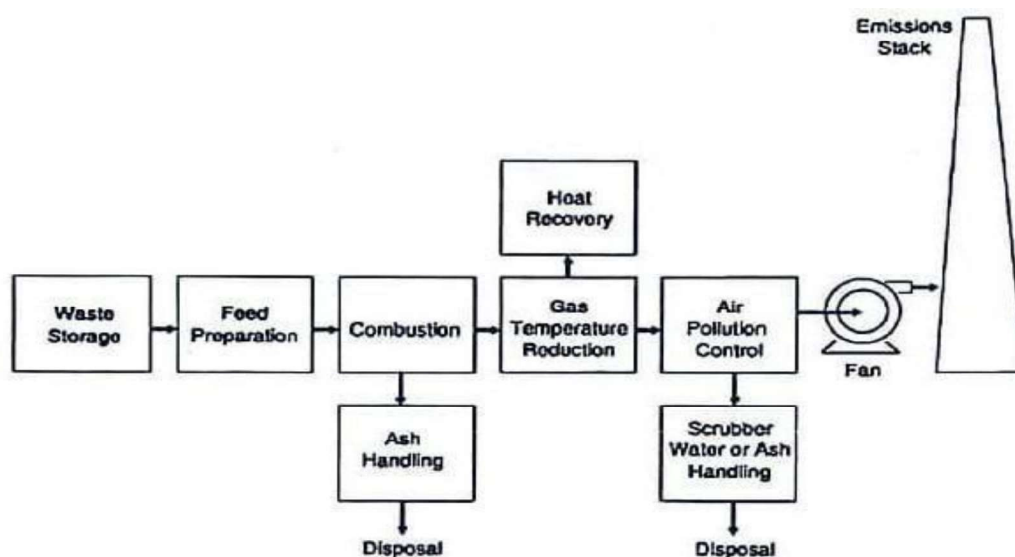 Emissions
Stack
Heat
Recovery
Waste
Storage
Feed
Preparation
Combustion
Gas
Temperature
Reduction
Air
Pollution
Control
Fan
Ash
Handling
Scrubber
Water or Ash
Handling
Disposal
Disposal